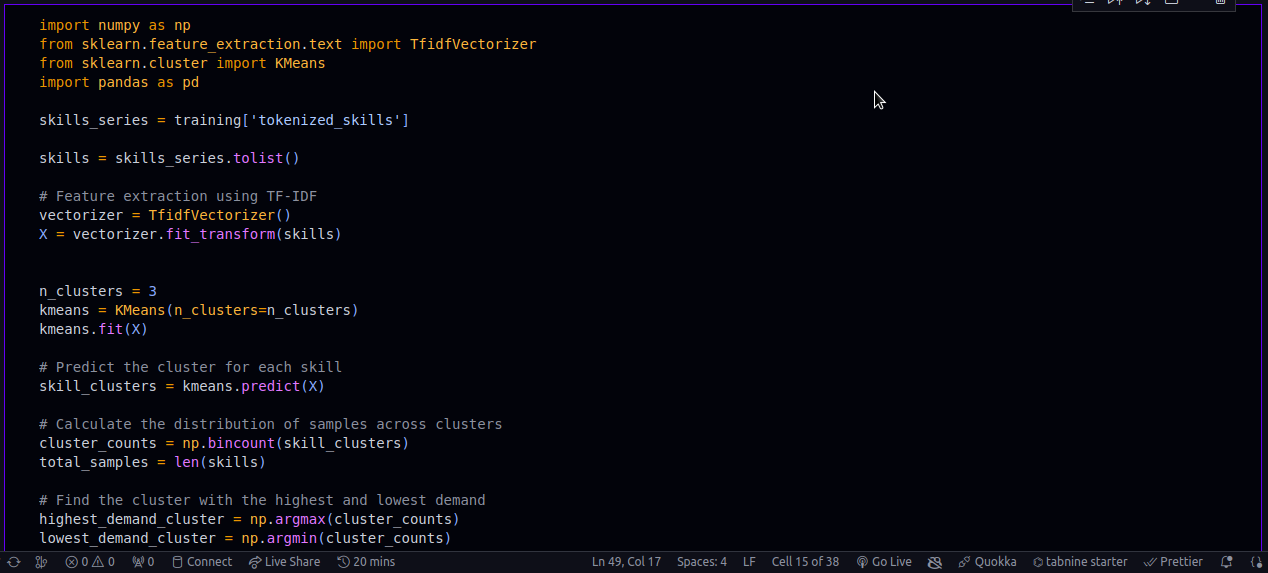 import numpy as np
from sklearn.feature_extraction.text import TfidfVectorizer
from sklearn.cluster import KMeans
import pandas as pd
skills_series = training['tokenized_skills']
skills = skills_series.tolist()
# Feature extraction using TF-IDF
vectorizer = TfidfVectorizer()
X = vectorizer.fit_transform(skills)
n_clusters = 3
kmeans = KMeans(n_clusters=n_clusters)
kmeans.fit(X)
# Predict the cluster for each skill
skill_clusters = kmeans.predict(X)
# Calculate the distribution of samples across clusters
cluster_counts = np.bincount(skill_clusters)
total_samples = len(skills)
# Find the cluster with the highest and lowest demand
highest_demand_cluster = np.argmax(cluster_counts)
lowest_demand_cluster = np.argmin(cluster_counts)
0 0 0 Connect Live Share 20 mins Ln 49, Col 17 Spaces: 4 LF Cell 15 of 38 Go Live Quokka tabnine starter Prettier